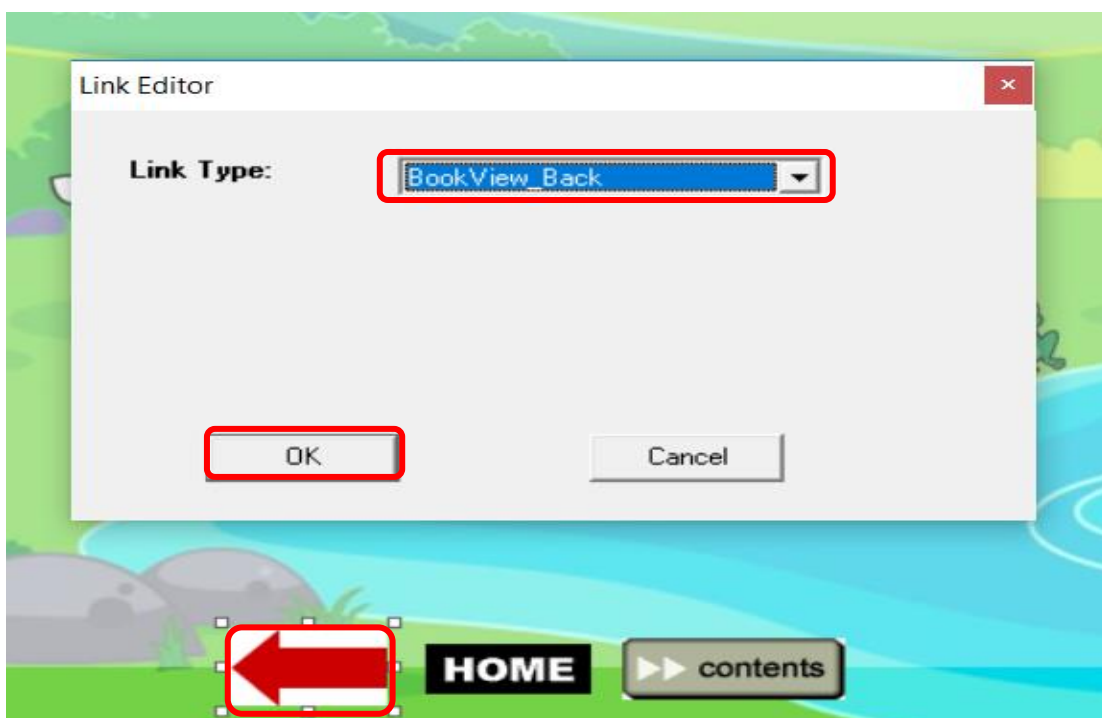 Link Editor
Link Type:
BookView_Back
OK
Cancel
HOME
contents